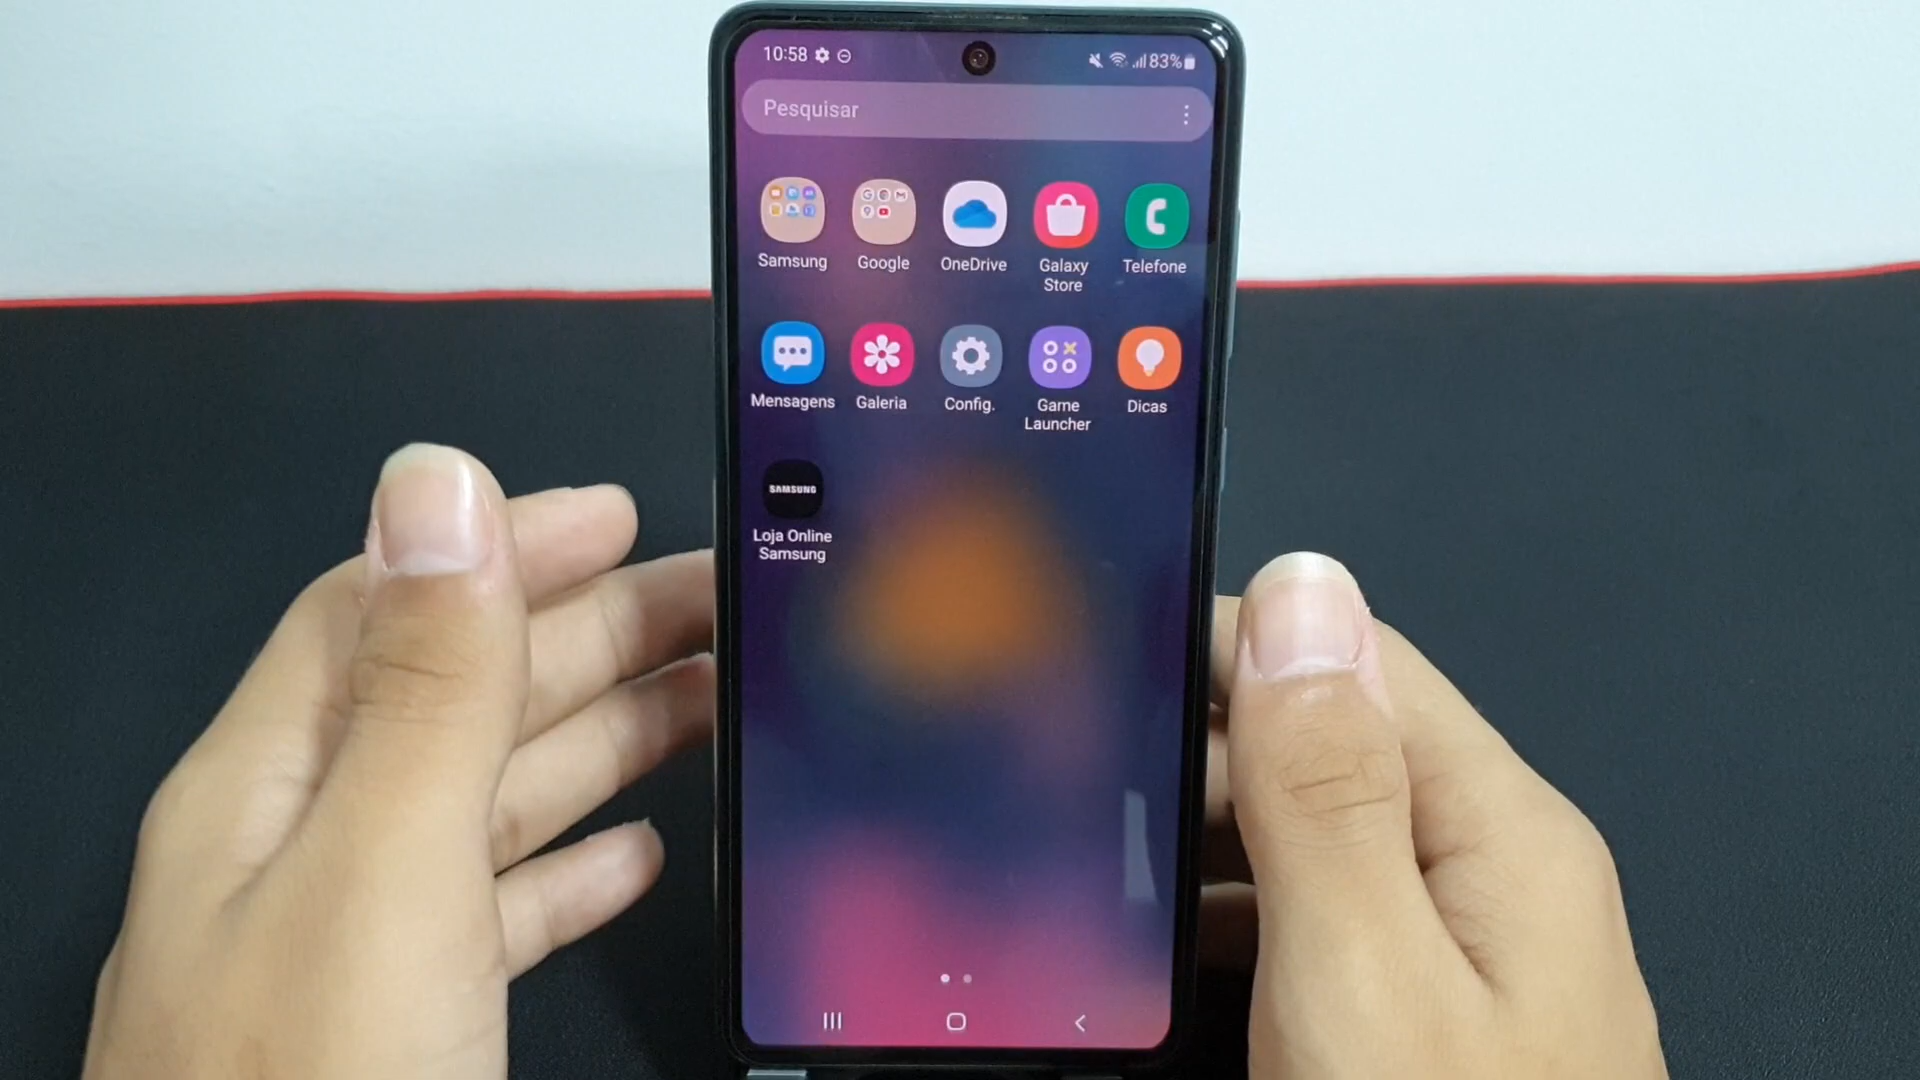 10:58
83%
Pesquisar
Samsung
Google
OneDrive
Galaxy
Store
Telefone
Mensagens
Galeria
Config.
Game
Launcher
Dicas
SAMSUNG
Loja Online
Samsung